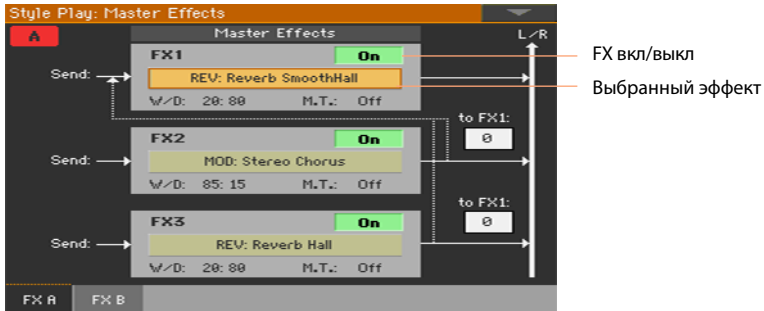 Style Play: Master Effects
A
Master Effects
L/R
FX1 On
FX вкл/выкл
Send:
REV: Reverb SmoothHall
Выбранный эффект
W/D: 20:80 M.T.: Off
to FX1:
FX2 On
0
Send:
MOD: Stereo Chorus
W/D: 85:15 M.T.: Off
to FX1:
FX3 On
0
Send:
REV: Reverb Hall
W/D: 20:80 M.T.: Off
FX A FX B